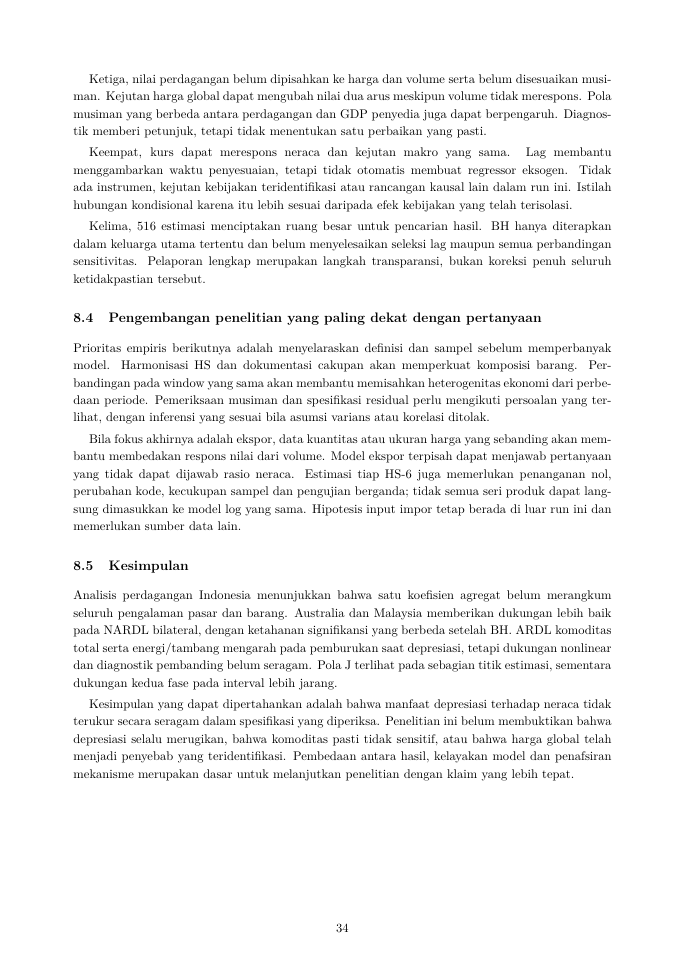 Ketiga, nilai perdagangan belum dipisahkan ke harga dan volume serta belum disesuaikan musi-
man. Kejutan harga global dapat mengubah nilai dua arus meskipun volume tidak merespons. Pola
musiman yang berbeda antara perdagangan dan GDP penyedia juga dapat berpengaruh. Diagnos-
tik memberi petunjuk, tetapi tidak menentukan satu perbaikan yang pasti.
Keempat, kurs dapat merespons neraca dan kejutan makro yang sama. Lag membantu
menggambarkan waktu penyesuaian, tetapi tidak otomatis membuat regressor eksogen. Tidak
ada instrumen, kejutan kebijakan teridentifikasi atau rancangan kausal lain dalam run ini. Istilah
hubungan kondisional karena itu lebih sesuai daripada efek kebijakan yang telah terisolasi.
Kelima, 516 estimasi menciptakan ruang besar untuk pencarian hasil. BH hanya diterapkan
dalam keluarga utama tertentu dan belum menyelesaikan seleksi lag maupun semua perbandingan
sensitivitas. Pelaporan lengkap merupakan langkah transparansi, bukan koreksi penuh seluruh
ketidakpastian tersebut.
8.4 Pengembangan penelitian yang paling dekat dengan pertanyaan
Prioritas empiris berikutnya adalah menyelaraskan definisi dan sampel sebelum memperbanyak
model. Harmonisasi HS dan dokumentasi cakupan akan memperkuat komposisi barang. Per-
bandingan pada window yang sama akan membantu memisahkan heterogenitas ekonomi dari perbe-
daan periode. Pemeriksaan musiman dan spesifikasi residual perlu mengikuti persoalan yang ter-
lihat, dengan inferensi yang sesuai bila asumsi varians atau korelasi ditolak.
Bila fokus akhirnya adalah ekspor, data kuantitas atau ukuran harga yang sebanding akan mem-
bantu membedakan respons nilai dari volume. Model ekspor terpisah dapat menjawab pertanyaan
yang tidak dapat dijawab rasio neraca. Estimasi tiap HS-6 juga memerlukan penanganan nol,
perubahan kode, kecukupan sampel dan pengujian berganda; tidak semua seri produk dapat lang-
sung dimasukkan ke model log yang sama. Hipotesis input impor tetap berada di luar run ini dan
memerlukan sumber data lain.
8.5 Kesimpulan
Analisis perdagangan Indonesia menunjukkan bahwa satu koefisien agregat belum merangkum
seluruh pengalaman pasar dan barang. Australia dan Malaysia memberikan dukungan lebih baik
pada NARDL bilateral, dengan ketahanan signifikansi yang berbeda setelah BH. ARDL komoditas
total serta energi/tambang mengarah pada pemburukan saat depresiasi, tetapi dukungan nonlinear
dan diagnostik pembanding belum seragam. Pola J terlihat pada sebagian titik estimasi, sementara
dukungan kedua fase pada interval lebih jarang.
Kesimpulan yang dapat dipertahankan adalah bahwa manfaat depresiasi terhadap neraca tidak
terukur secara seragam dalam spesifikasi yang diperiksa. Penelitian ini belum membuktikan bahwa
depresiasi selalu merugikan, bahwa komoditas pasti tidak sensitif, atau bahwa harga global telah
menjadi penyebab yang teridentifikasi. Pembedaan antara hasil, kelayakan model dan penafsiran
mekanisme merupakan dasar untuk melanjutkan penelitian dengan klaim yang lebih tepat.
34